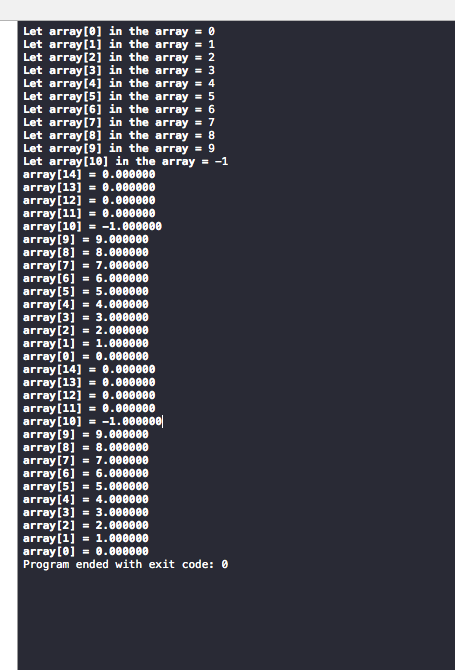 Let array[0] in the array = 0
Let array[1] in the array = 1
Let array[2] in the array = 2
Let array[3] in the array = 3
Let array[4] in the array = 4
Let array[5] in the array = 5
Let array[6] in the array = 6
Let array[7] in the array = 7
Let array[8] in the array = 8
Let array[9] in the array = 9
Let array[10] in the array = -1
array[14] = 0.000000
array[13] = 0.000000
array[12] = 0.000000
array[11] = 0.000000
array[10] = -1.000000
array[9] = 9.000000
array[8] = 8.000000
array[7] = 7.000000
array[6] = 6.000000
array[5] = 5.000000
array[4] = 4.000000
array[3] = 3.000000
array[2] = 2.000000
array[1] = 1.000000
array[0] = 0.000000
array[14] = 0.000000
array[13] = 0.000000
array[12] = 0.000000
array[11] = 0.000000
array[10] = -1.000000
array[9] = 9.000000
array[8] = 8.000000
array[7] = 7.000000
array[6] = 6.000000
array[5] = 5.000000
array[4] = 4.000000
array[3] = 3.000000
array[2] = 2.000000
array[1] = 1.000000
array[0] = 0.000000
Program ended with exit code: 0